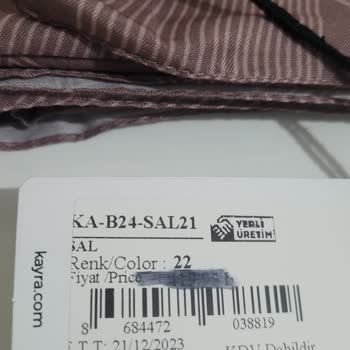 KA-B24-SAL21
YERLİ
ÜRETİM
SAL
Renk/Color : 22
Fiyat /Price
8 684472 038819
F.T.T: 21/12/2023
KDV Dahildir
kayra.com